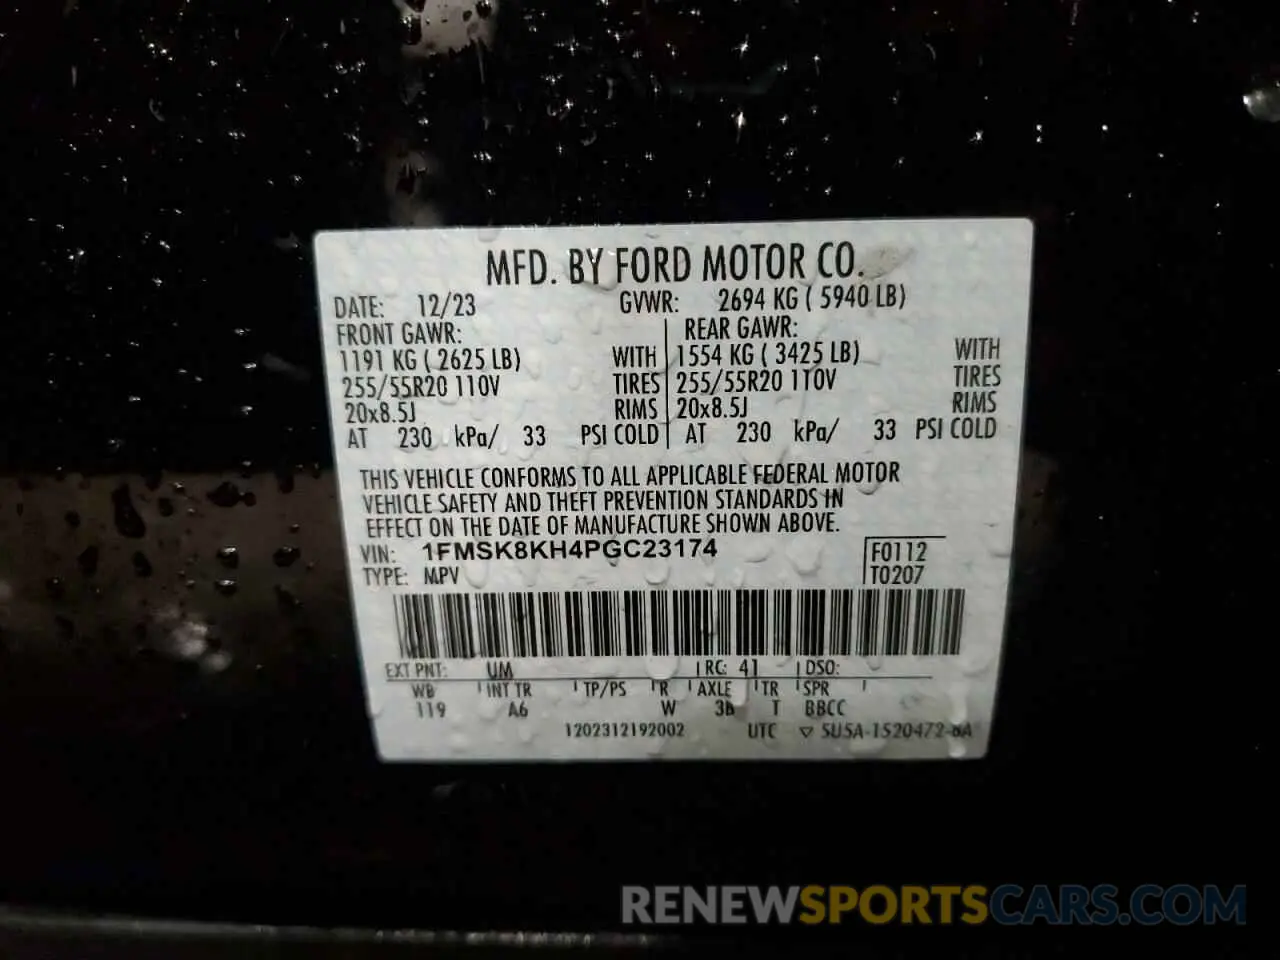 MFD. BY FORD MOTOR CO.
DATE: 12/23 GVWR: 2694 KG ( 5940 LB)
FRONT GAWR: REAR GAWR:
1191 KG ( 2625 LB) WITH 1554 KG ( 3425 LB) WITH
255/55R20 110V TIRES 255/55R20 110V TIRES
20x8.5J RIMS 20x8.5J RIMS
AT 230 kPa/ 33 PSI COLD AT 230 kPa/ 33 PSI COLD
THIS VEHICLE CONFORMS TO ALL APPLICABLE FEDERAL MOTOR
VEHICLE SAFETY AND THEFT PREVENTION STANDARDS IN
EFFECT ON THE DATE OF MANUFACTURE SHOWN ABOVE.
VIN: 1FMSK8KH4PGC23174 F0112
TYPE: MPV T0207
EXT PNT: UM RC: 41 DSO:
WB INT TR TP/PS R AXLE TR SPR
119 A6 W 3B T BBCC
1202312192002 UTC ▽ SU5A-1520472-
RENEWSPORTSCARS.COM